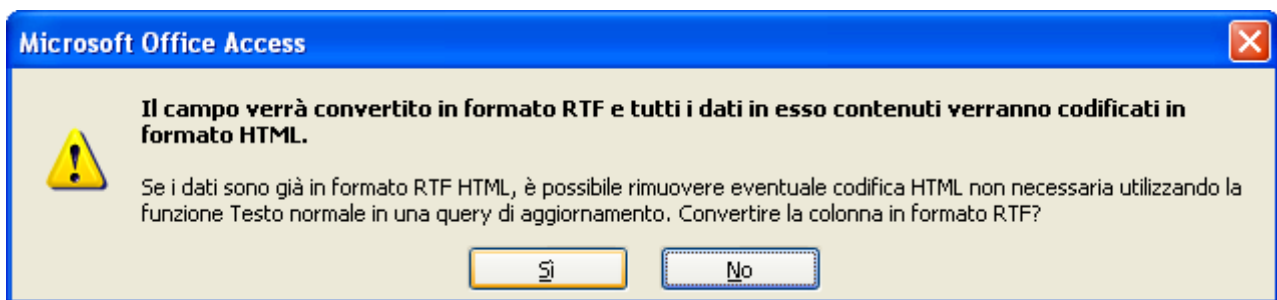 Microsoft Office Access
Il campo verrà convertito in formato RTF e tutti i dati in esso contenuti verranno codificati in
formato HTML.
Se i dati sono già in formato RTF HTML, è possibile rimuovere eventuale codifica HTML non necessaria utilizzando la
funzione Testo normale in una query di aggiornamento. Convertire la colonna in formato RTF?
Sì No